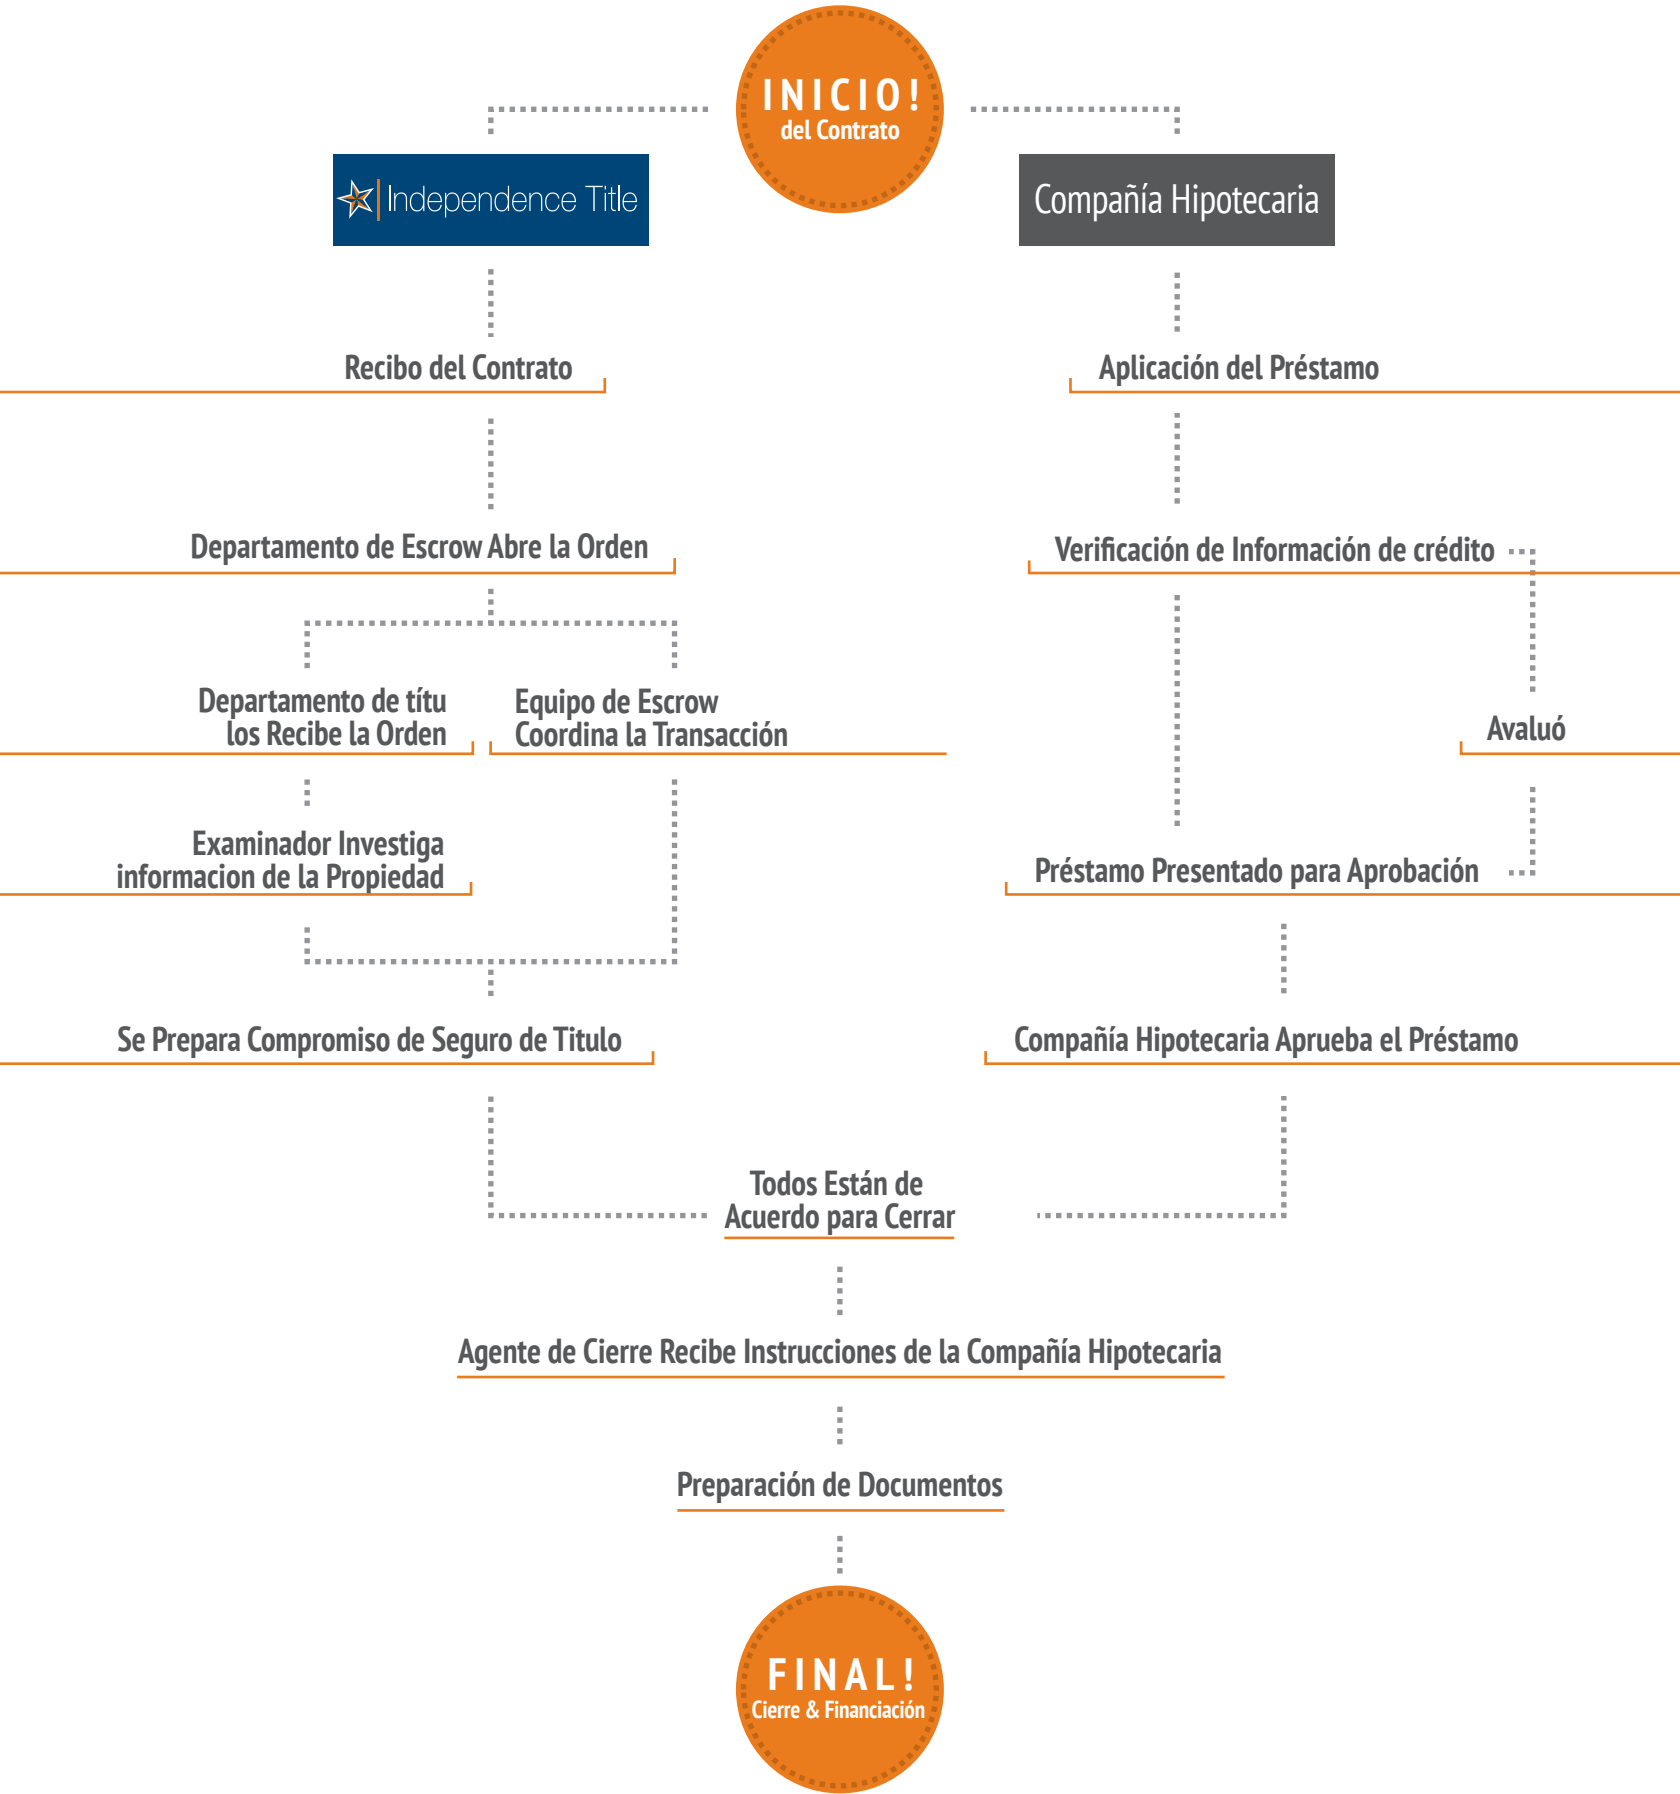 INICIO!
del Contrato
Independence Title
Compañía Hipotecaria
Recibo del Contrato
Aplicación del Préstamo
Departamento de Escrow Abre la Orden
Verificación de Información de crédito
Departamento de títu
los Recibe la Orden
Equipo de Escrow
Coordina la Transacción
Avaluó
Examinador Investiga
informacion de la Propiedad
Préstamo Presentado para Aprobación
Se Prepara Compromiso de Seguro de Titulo
Compañía Hipotecaria Aprueba el Préstamo
Todos Están de
Acuerdo para Cerrar
Agente de Cierre Recibe Instrucciones de la Compañía Hipotecaria
Preparación de Documentos
FINAL!
Cierre & Financiación